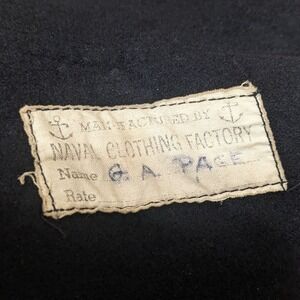 MANUFACTURED BY
NAVAL CLOTHING FACTORY
Name G. A. PAGE
Rate